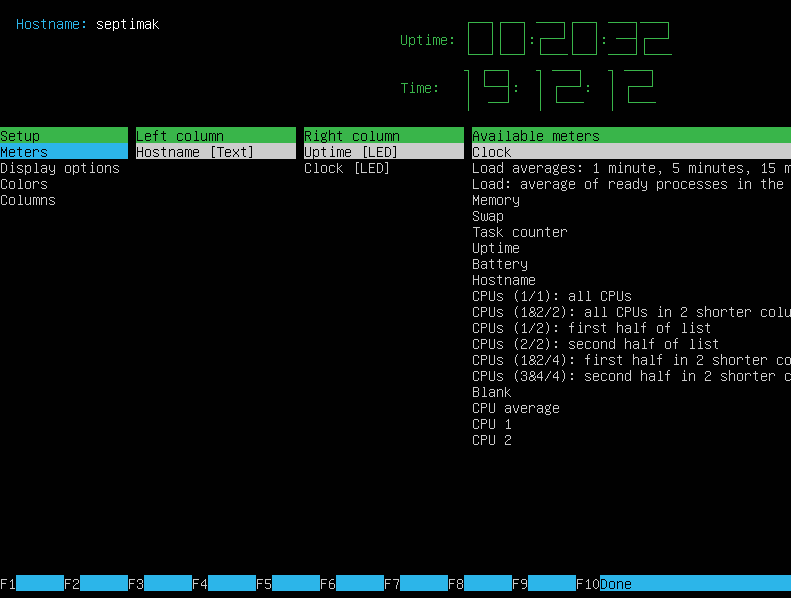 Hostname: septimak
Uptime: 00:20:32
Time: 19:12:12
Setup Left column Right column Available meters
Meters Hostname [Text] Uptime [LED] Clock
Display options Clock [LED] Load averages: 1 minute, 5 minutes, 15 m
Colors Load: average of ready processes in the
Columns Memory
Swap
Task counter
Uptime
Battery
Hostname
CPUs (1/1): all CPUs
CPUs (1&2/2): all CPUs in 2 shorter colu
CPUs (1/2): first half of list
CPUs (2/2): second half of list
CPUs (1&2/4): first half in 2 shorter co
CPUs (3&4/4): second half in 2 shorter c
Blank
CPU average
CPU 1
CPU 2
F1 F2 F3 F4 F5 F6 F7 F8 F9 F10Done